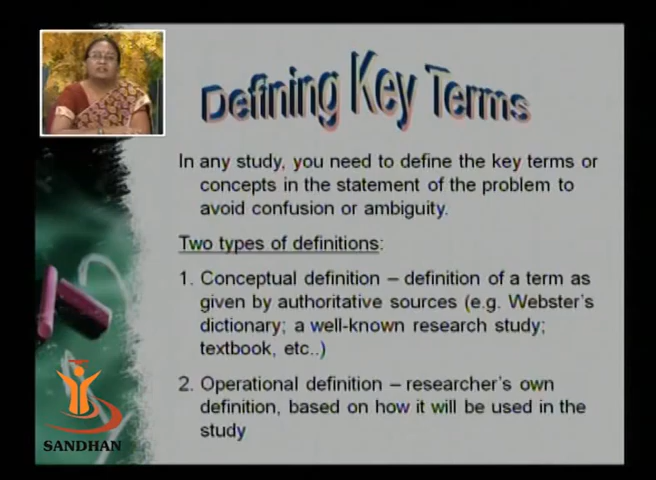 Defining Key Terms
In any study, you need to define the key terms or
concepts in the statement of the problem to
avoid confusion or ambiguity.
Two types of definitions:
1. Conceptual definition – definition of a term as
given by authoritative sources (e.g. Webster's
dictionary; a well-known research study;
textbook, etc..)
2. Operational definition – researcher's own
definition, based on how it will be used in the
study
SANDHAN